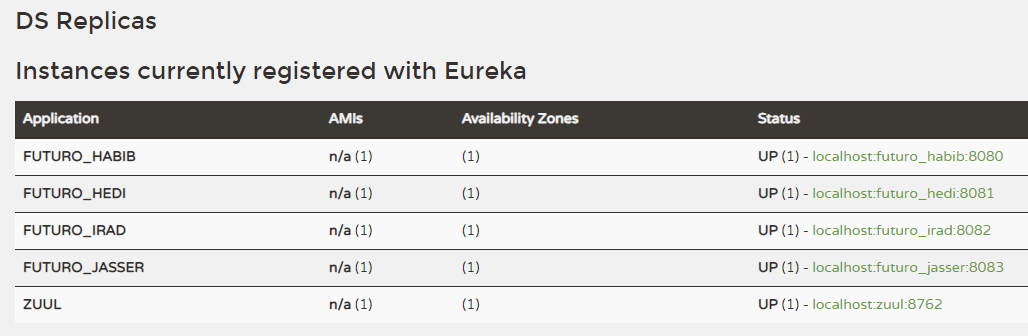 DS Replicas
Instances currently registered with Eureka
Application AMIs Availability Zones Status
FUTURO_HABIB n/a (1) (1) UP (1) - localhost:futuro_habib:8080
FUTURO_HEDI n/a (1) (1) UP (1) - localhost:futuro_hedi:8081
FUTURO_IRAD n/a (1) (1) UP (1) - localhost:futuro_irad:8082
FUTURO_JASSER n/a (1) (1) UP (1) - localhost:futuro_jasser:8083
ZUUL n/a (1) (1) UP (1) - localhost:zuul:8762